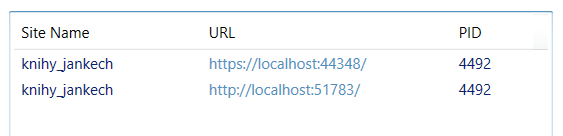 Site Name URL PID
knihy_jankech https://localhost:44348/ 4492
knihy_jankech http://localhost:51783/ 4492